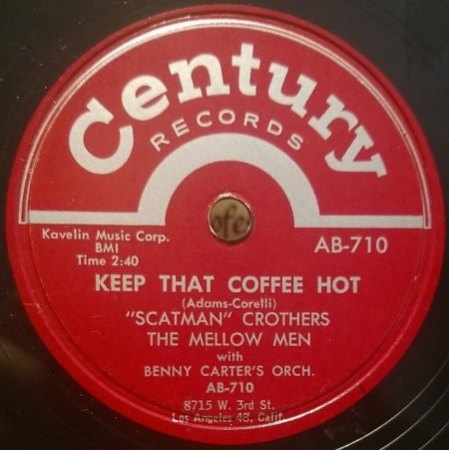 Century
RECORDS
Kavelin Music Corp.
BMI
Time 2:40
AB-710
KEEP THAT COFFEE HOT
(Adams-Corelli)
"SCATMAN" CROTHERS
THE MELLOW MEN
with
BENNY CARTER'S ORCH.
AB-710
8715 W. 3rd St.
Los Angeles 48, Calif.